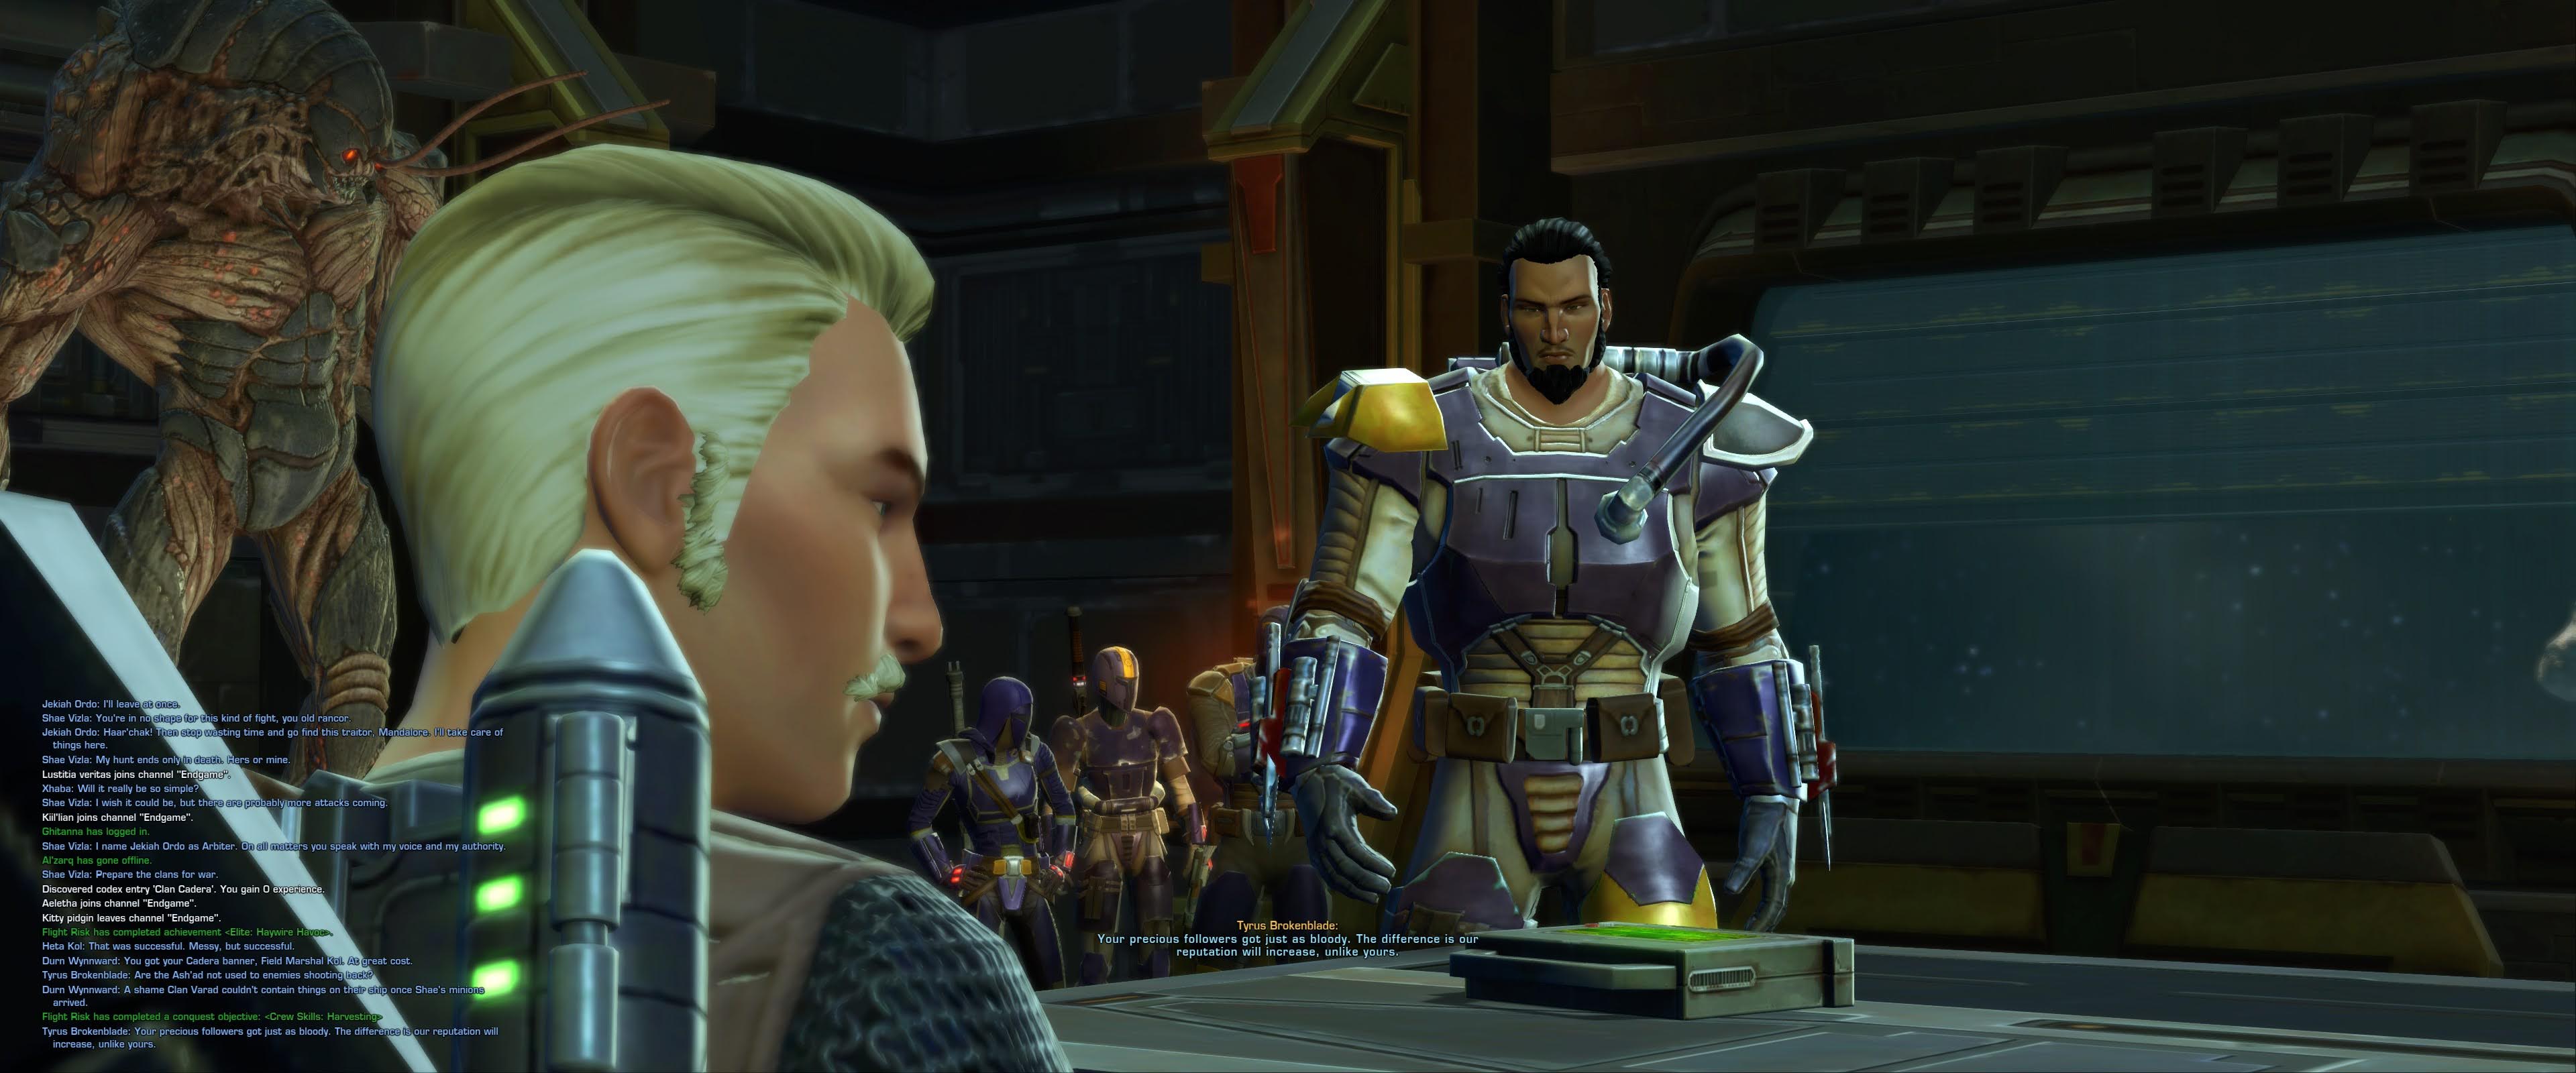 Jekiah Ordo: I'll leave at once.
Shae Vizla: You're in no shape for this kind of fight, you old rancor.
Jekiah Ordo: Haar'chak! Then stop wasting time and go find this traitor, Mandalore. I'll take care of
things here.
Shae Vizla: My hunt ends only in death. Hers or mine.
Lustitia veritas joins channel "Endgame".
Xhaba: Will it really be so simple?
Shae Vizla: I wish it could be, but there are probably more attacks coming.
Kiil'lian joins channel "Endgame".
Ghitanna has logged in.
Shae Vizla: I name Jekiah Ordo as Arbiter. On all matters you speak with my voice and my authority.
Al'zarq has gone offline.
Shae Vizla: Prepare the clans for war.
Discovered codex entry 'Clan Cadera'. You gain 0 experience.
Aeletha joins channel "Endgame".
Kitty pidgin leaves channel "Endgame".
Flight Risk has completed achievement <Elite: Haywire Havoc>.
Heta Kol: That was successful. Messy, but successful.
Durn Wynnward: You got your Cadera banner, Field Marshal Kol. At great cost.
Tyrus Brokenblade: Are the Ash'ad not used to enemies shooting back?
Durn Wynnward: A shame Clan Varad couldn't contain things on their ship once Shae's minions
arrived.
Flight Risk has completed a conquest objective: <Crew Skills: Harvesting>
Tyrus Brokenblade: Your precious followers got just as bloody. The difference is our reputation will
increase, unlike yours.
Tyrus Brokenblade:
Your precious followers got just as bloody. The difference is our
reputation will increase, unlike yours.